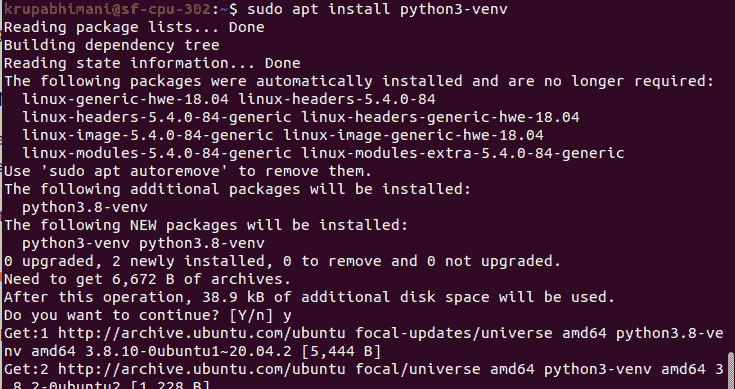 krupabhimani@sf-cpu-302:~$ sudo apt install python3-venv
Reading package lists... Done
Building dependency tree
Reading state information... Done
The following packages were automatically installed and are no longer required:
  linux-generic-hwe-18.04 linux-headers-5.4.0-84
  linux-headers-5.4.0-84-generic linux-headers-generic-hwe-18.04
  linux-image-5.4.0-84-generic linux-image-generic-hwe-18.04
  linux-modules-5.4.0-84-generic linux-modules-extra-5.4.0-84-generic
Use 'sudo apt autoremove' to remove them.
The following additional packages will be installed:
  python3.8-venv
The following NEW packages will be installed:
  python3-venv python3.8-venv
0 upgraded, 2 newly installed, 0 to remove and 0 not upgraded.
Need to get 6,672 B of archives.
After this operation, 38.9 kB of additional disk space will be used.
Do you want to continue? [Y/n] y
Get:1 http://archive.ubuntu.com/ubuntu focal-updates/universe amd64 python3.8-ve
nv amd64 3.8.10-0ubuntu1~20.04.2 [5,444 B]
Get:2 http://archive.ubuntu.com/ubuntu focal/universe amd64 python3-venv amd64 3
.8.2-0ubuntu2 [1,228 B]